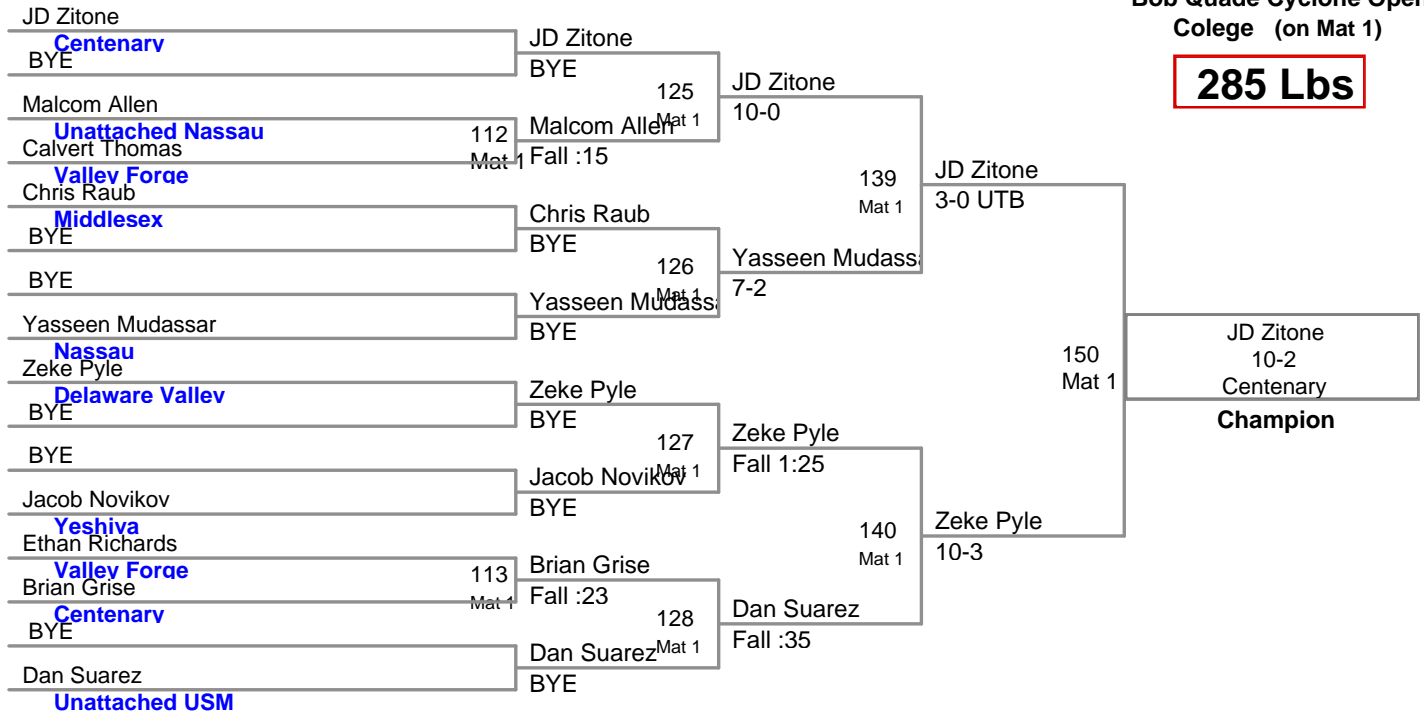 JD Zitone
Centenary
BYE
Malcom Allen
Unattached Nassau
Calvert Thomas
Valley Forge
Chris Raub
Middlesex
BYE
BYE
Yasseen Mudassar
Nassau
Zeke Pyle
Delaware Valley
BYE
BYE
Jacob Novikov
Yeshiva
Ethan Richards
Valley Forge
Brian Grise
Centenary
BYE
Dan Suarez
Unattached USM
112
Mat 1
113
Mat 1
JD Zitone
BYE
Malcom Allen
Fall :15
Chris Raub
BYE
Yasseen Mudassa
BYE
Zeke Pyle
BYE
Jacob Novikov
BYE
Brian Grise
Fall :23
Dan Suarez
BYE
125
Mat 1
126
Mat 1
127
Mat 1
128
Mat 1
JD Zitone
10-0
Yasseen Mudassa
7-2
Zeke Pyle
Fall 1:25
Dan Suarez
Fall :35
139
Mat 1
140
Mat 1
JD Zitone
3-0 UTB
Zeke Pyle
10-3
150
Mat 1
Bob Quade Cyclone Open
Colege (on Mat 1)
285 Lbs
JD Zitone
10-2
Centenary
Champion